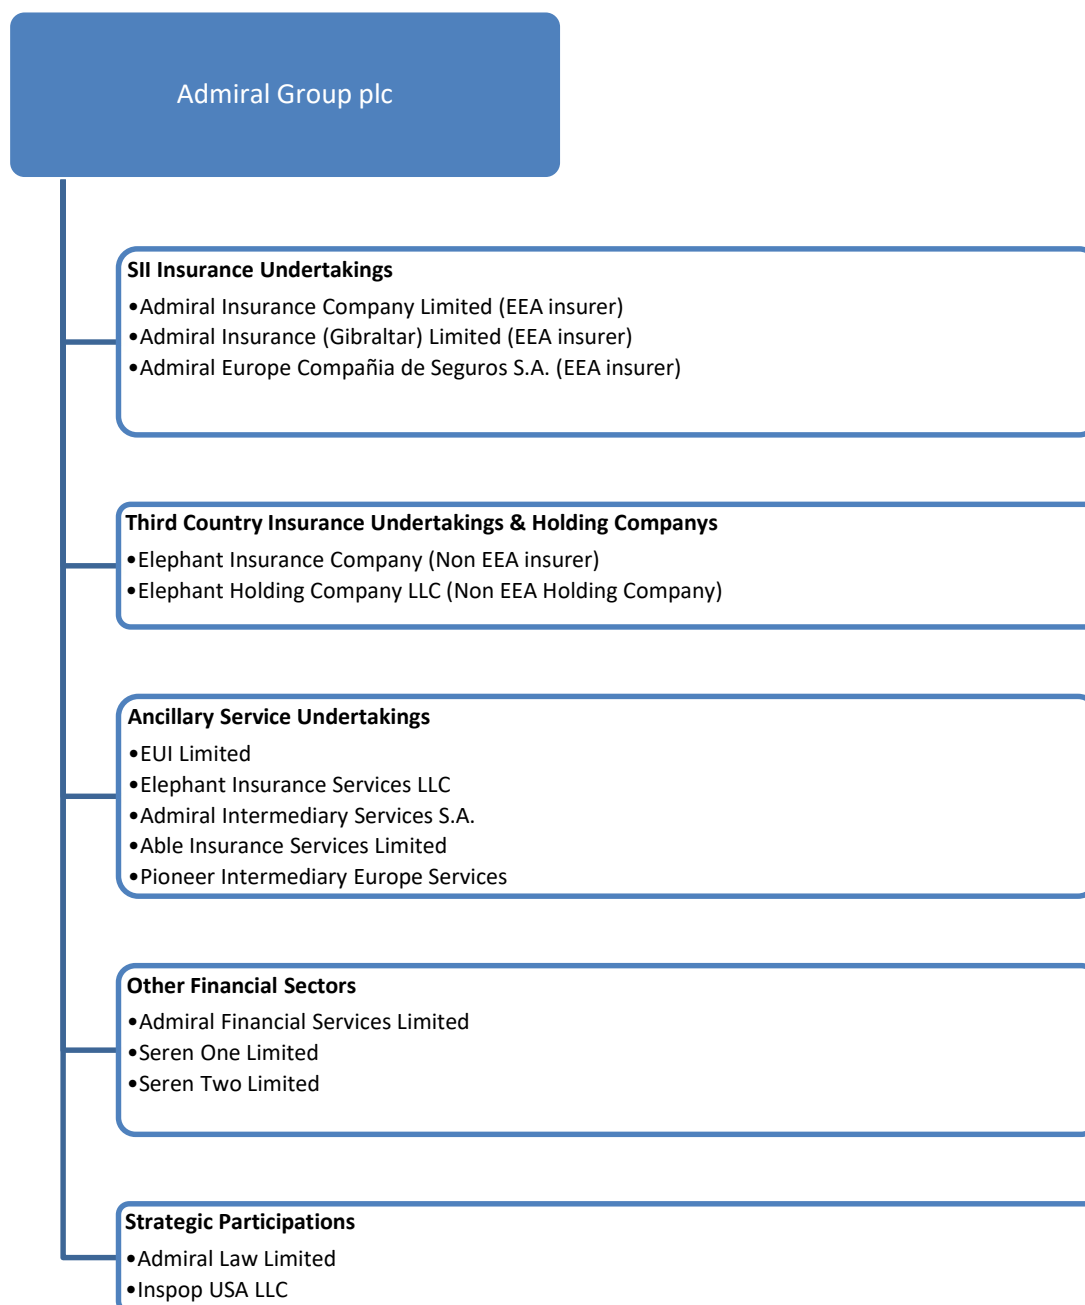 Admiral Group plc
SII Insurance Undertakings
•Admiral Insurance Company Limited (EEA insurer)
•Admiral Insurance (Gibraltar) Limited (EEA insurer)
•Admiral Europe Compañia de Seguros S.A. (EEA insurer)
Third Country Insurance Undertakings & Holding Companys
•Elephant Insurance Company (Non EEA insurer)
•Elephant Holding Company LLC (Non EEA Holding Company)
Ancillary Service Undertakings
•EUI Limited
•Elephant Insurance Services LLC
•Admiral Intermediary Services S.A.
•Able Insurance Services Limited
•Pioneer Intermediary Europe Services
Other Financial Sectors
•Admiral Financial Services Limited
•Seren One Limited
•Seren Two Limited
Strategic Participations
•Admiral Law Limited
•Inspop USA LLC